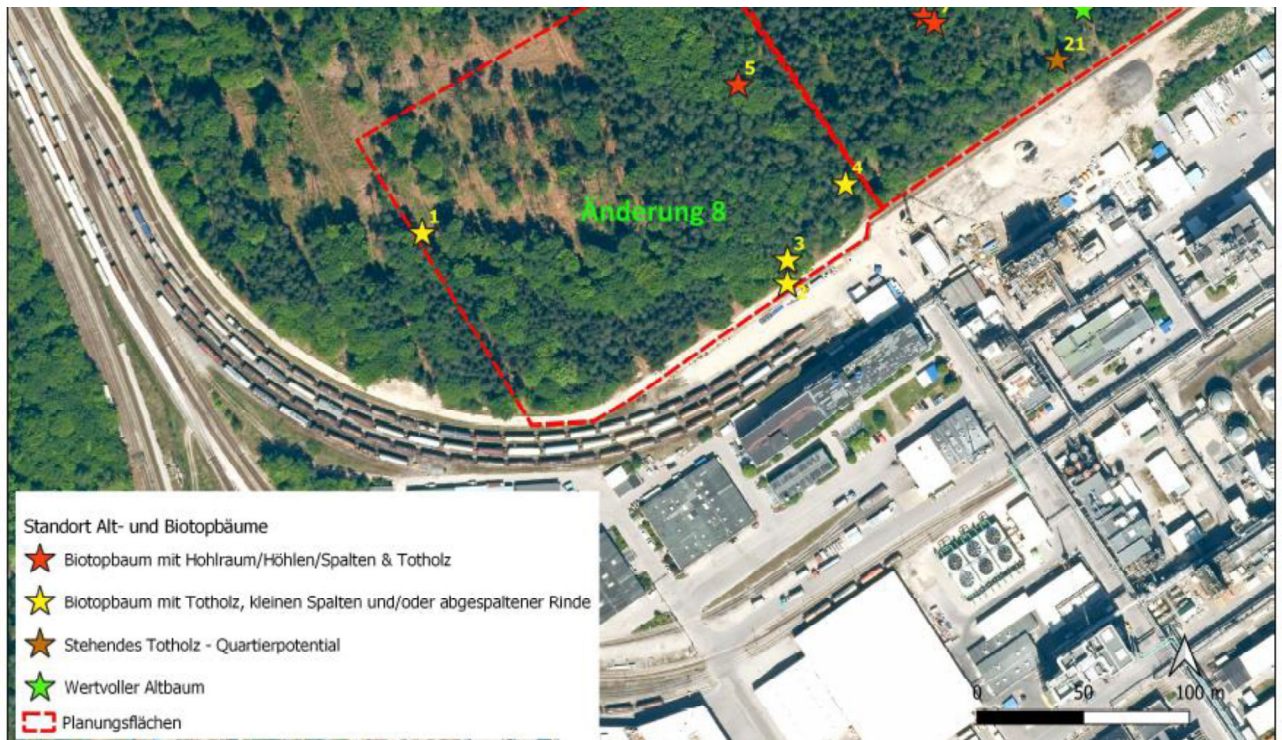 21
5
4
Änderung 8
1
3
2
Standort Alt- und Biotopbäume
Biotopbaum mit Hohlraum/Höhlen/Spalten & Totholz
Biotopbaum mit Totholz, kleinen Spalten und/oder abgespaltener Rinde
Stehendes Totholz - Quartierpotential
Wertvoller Altbaum
Planungsflächen
0 50 100 m